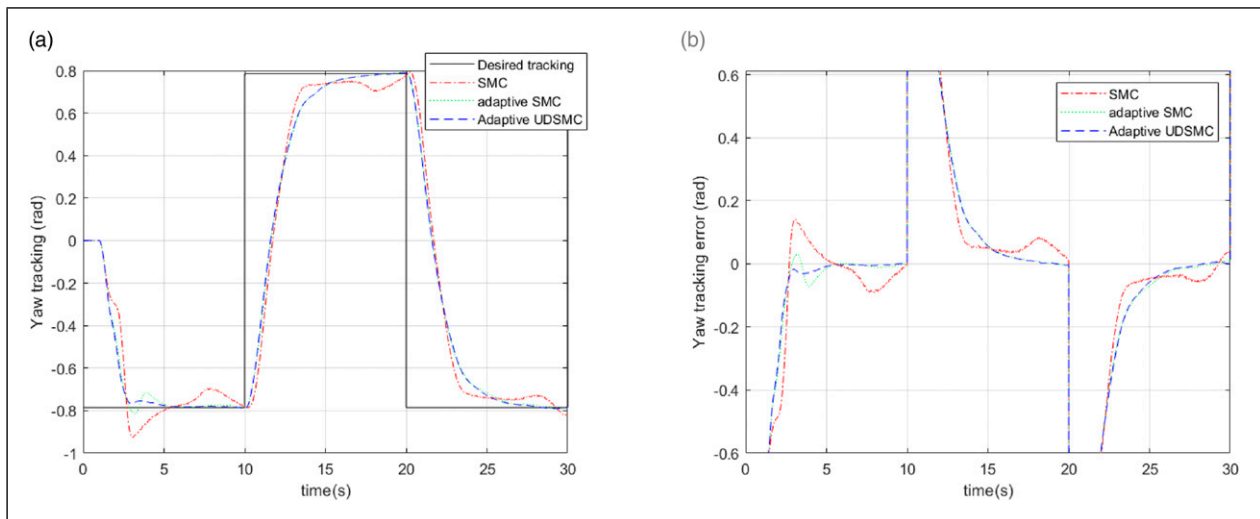 (a)
Desired tracking
SMC
adaptive SMC
Adaptive UDSMC
0.8
0.6
0.4
0.2
0
-0.2
-0.4
-0.6
-0.8
-1
Yaw tracking (rad)
0 5 10 15 20 25 30
time(s)
(b)
SMC
adaptive SMC
Adaptive UDSMC
0.6
0.4
0.2
0
-0.2
-0.4
-0.6
Yaw tracking error (rad)
0 5 10 15 20 25 30
time(s)